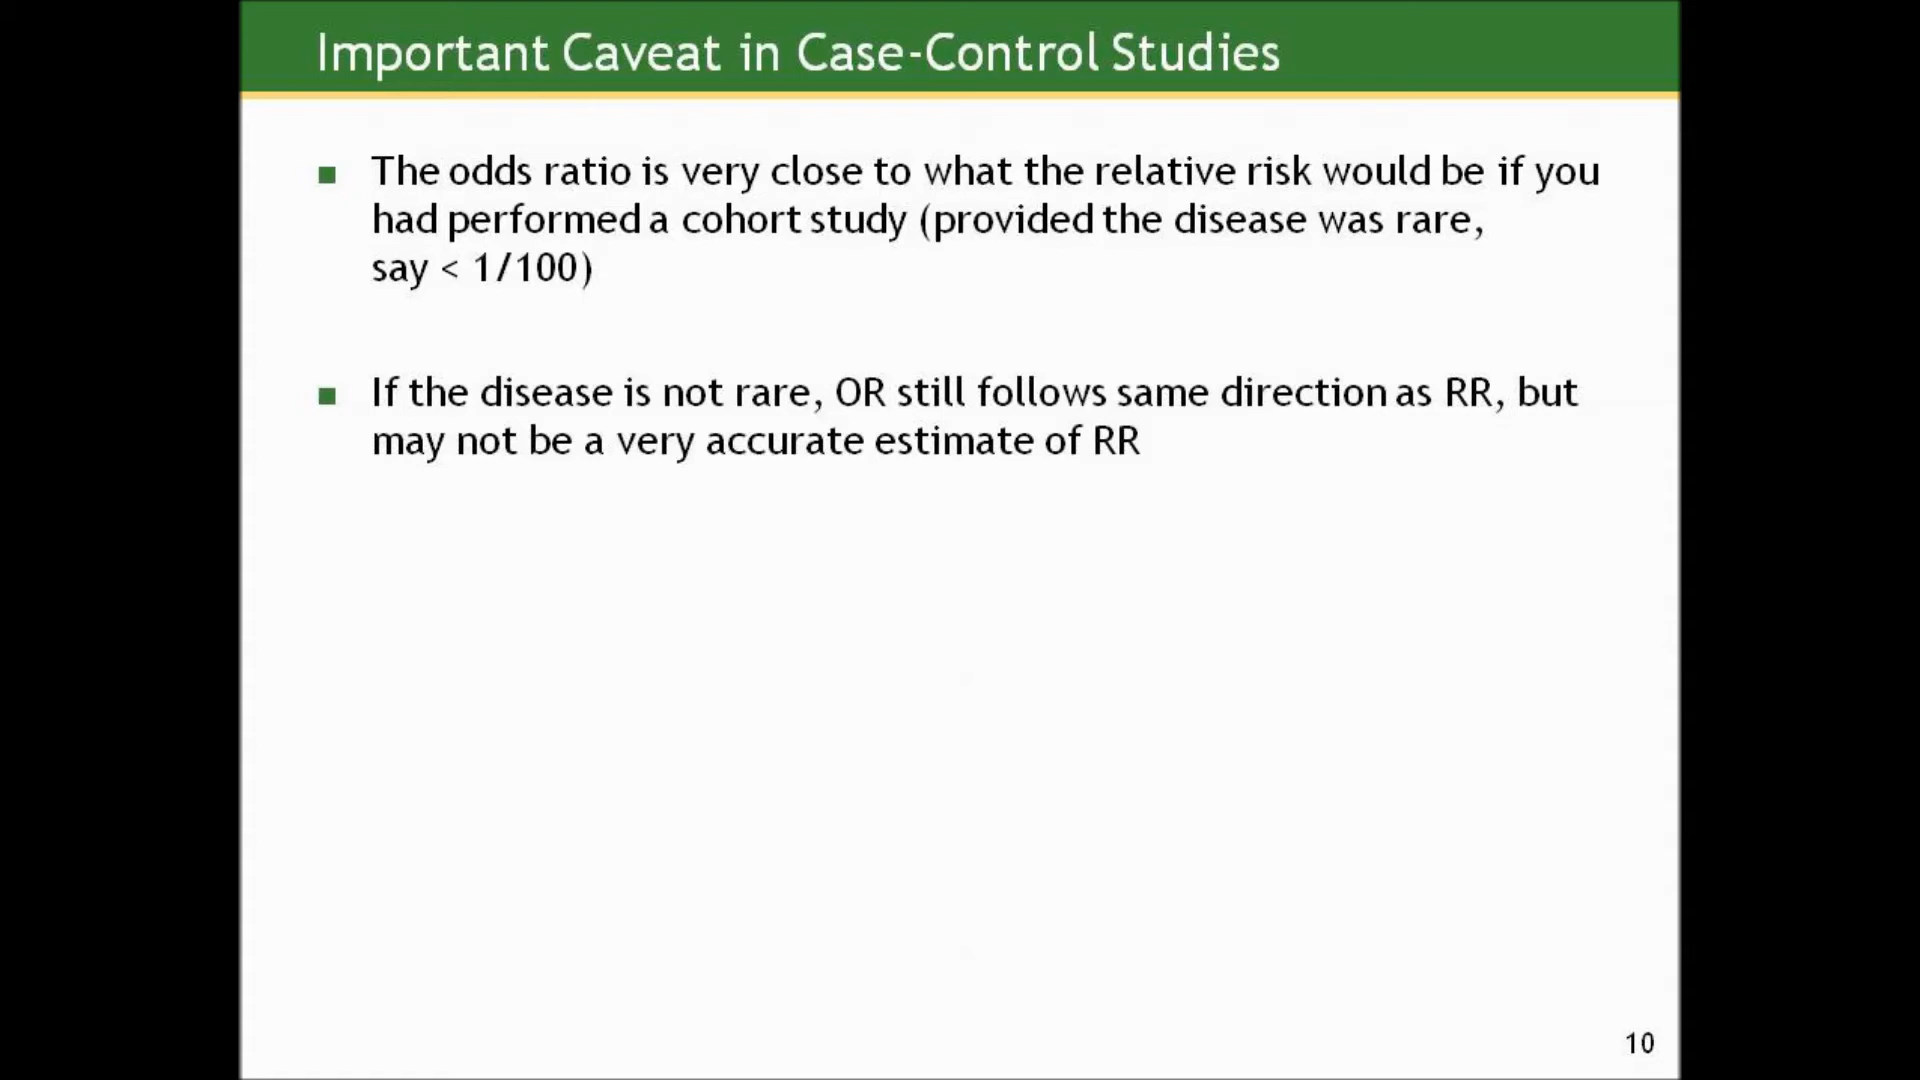 Important Caveat in Case-Control Studies
The odds ratio is very close to what the relative risk would be if you
had performed a cohort study (provided the disease was rare,
say < 1/100)
If the disease is not rare, OR still follows same direction as RR, but
may not be a very accurate estimate of RR
10